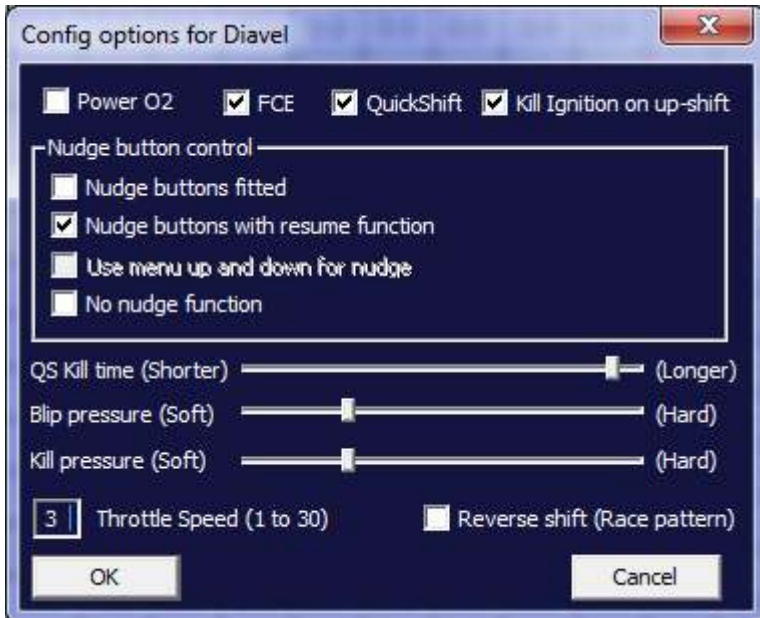 Config options for Diavel
Power O2 FCE QuickShift Kill Ignition on up-shift
Nudge button control
Nudge buttons fitted
Nudge buttons with resume function
Use menu up and down for nudge
No nudge function
QS Kill time (Shorter) (Longer)
Blip pressure (Soft) (Hard)
Kill pressure (Soft) (Hard)
3 Throttle Speed (1 to 30) Reverse shift (Race pattern)
OK Cancel